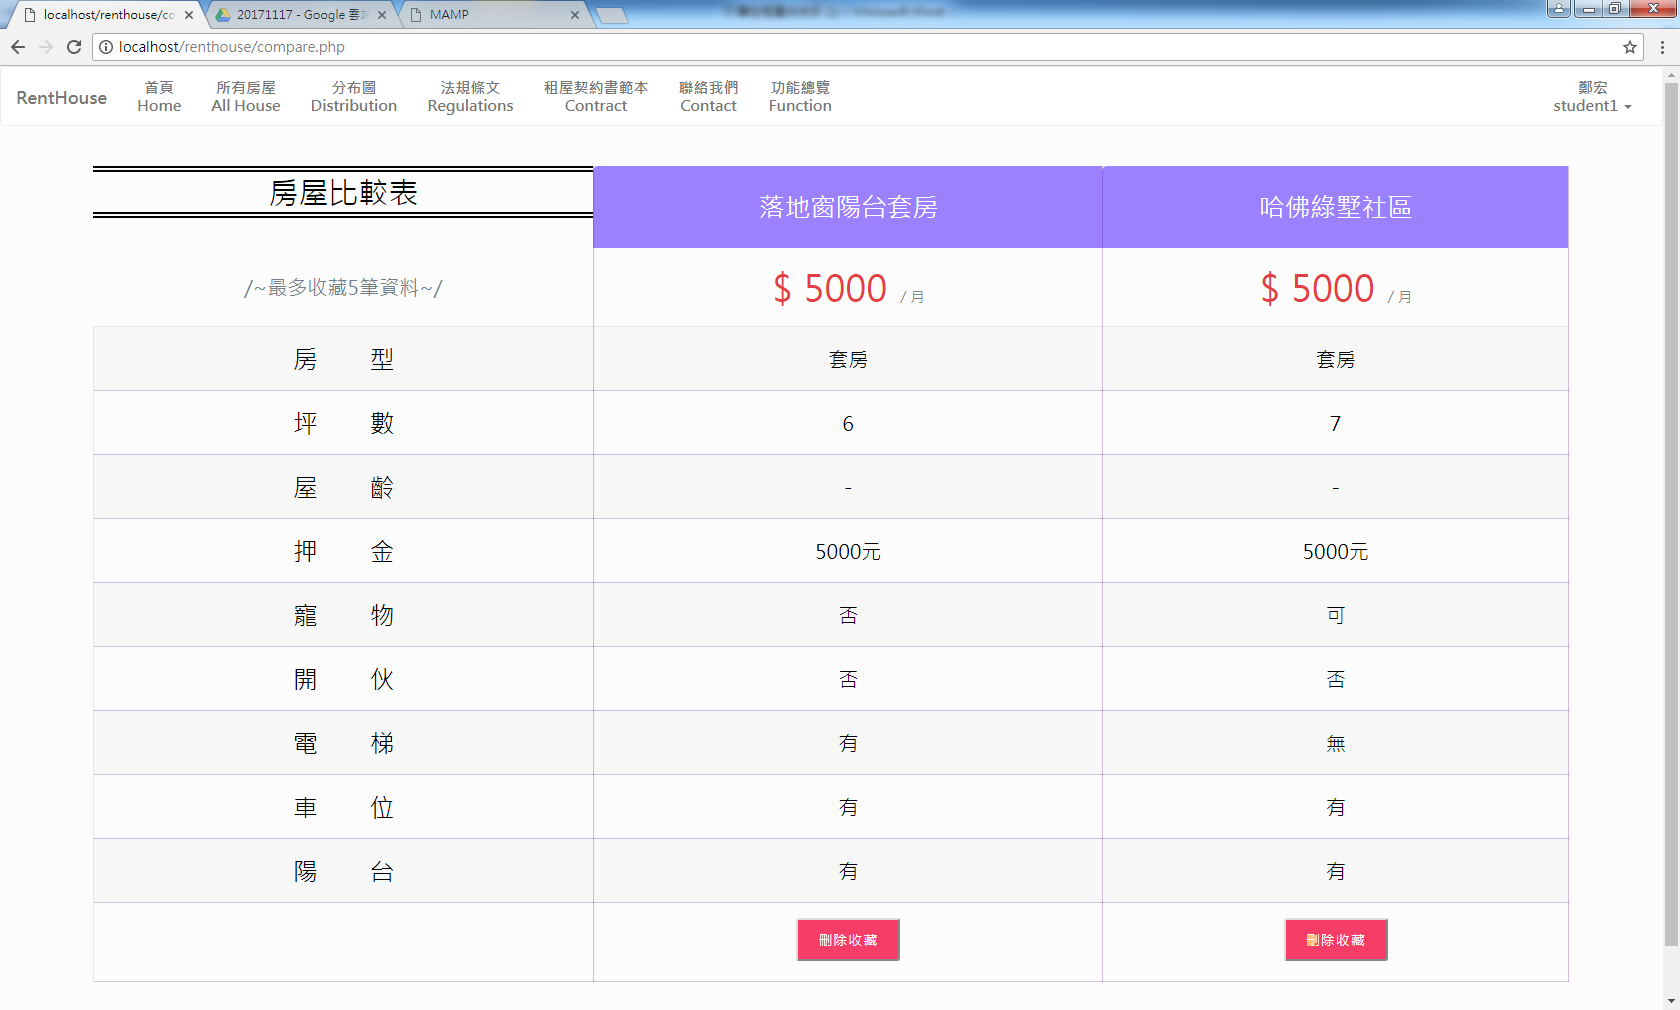 localhost/renthouse/co
20171117 - Google 雲
MAMP
localhost/renthouse/compare.php
RentHouse
首頁
Home
所有房屋
All House
分布圖
Distribution
法規條文
Regulations
租屋契約書範本
Contract
聯絡我們
Contact
功能總覽
Function
鄭宏
student1
房屋比較表
落地窗陽台套房
哈佛綠墅社區
/~最多收藏5筆資料~/
$ 5000 / 月
$ 5000 / 月
房 型
套房
套房
坪 數
6
7
屋 齡
-
-
押 金
5000元
5000元
寵 物
否
可
開 伙
否
否
電 梯
有
無
車 位
有
有
陽 台
有
有
刪除收藏
刪除收藏